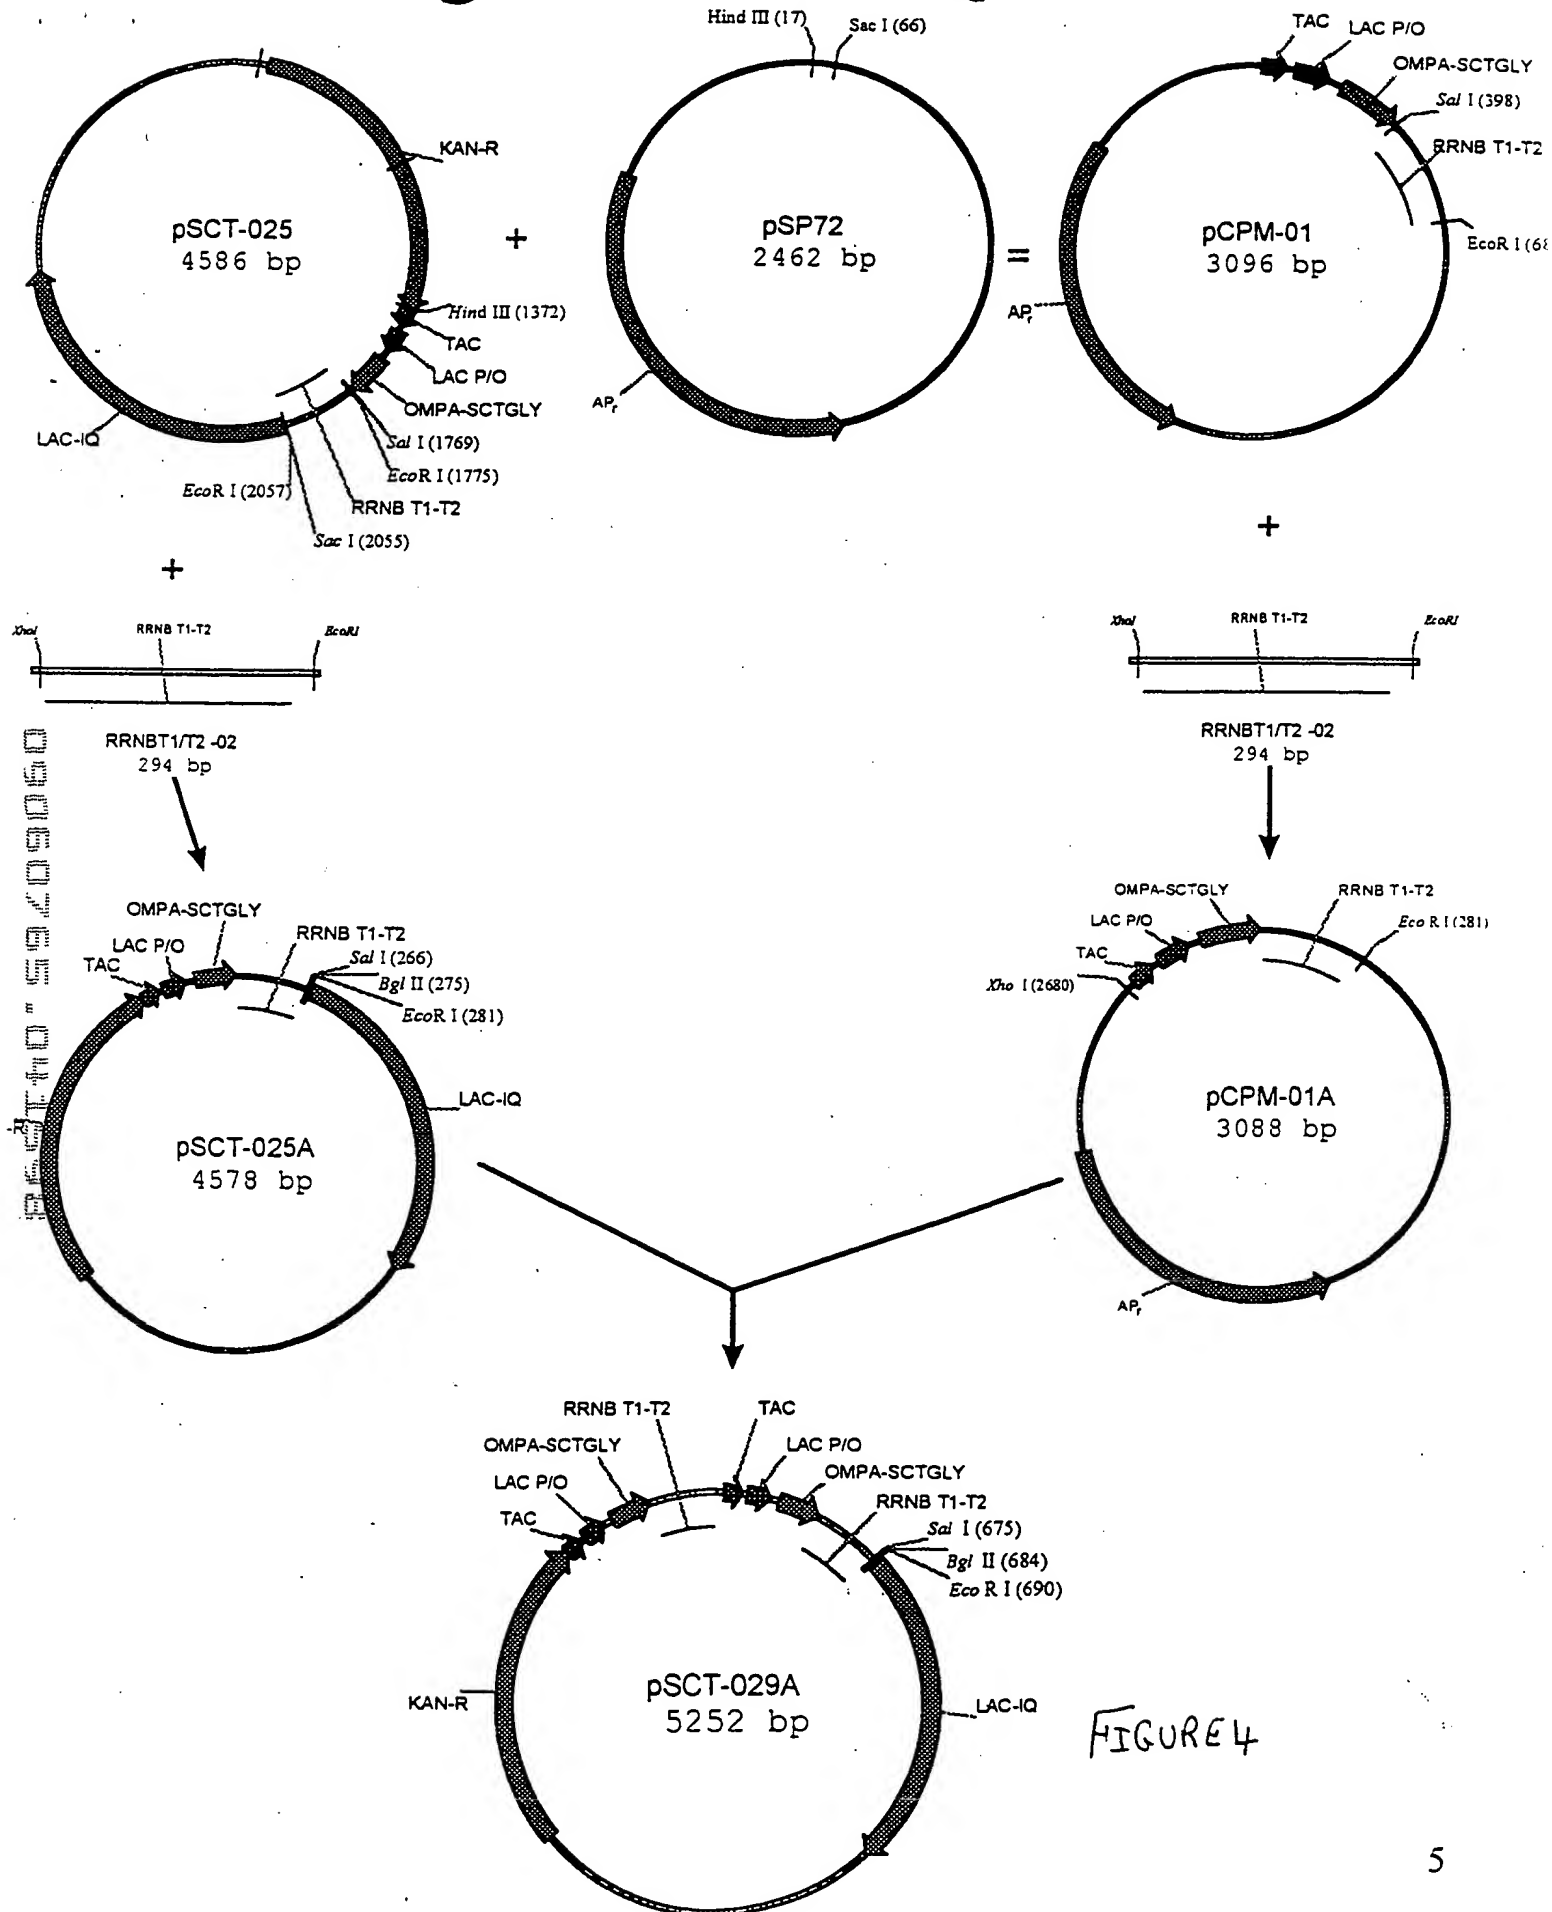 Hind III (17)
Sac I (66)
TAC
LAC P/O
OMPA-SCTGLY
Sal I (398)
RRNB T1-T2
EcoR I (68
KAN-R
pSCT-025
4586 bp
+
pSP72
2462 bp
=
pCPM-01
3096 bp
APr
Hind III (1372)
TAC
LAC P/O
OMPA-SCTGLY
Sal I (1769)
EcoR I (1775)
RRNB T1-T2
Sac I (2055)
EcoR I (2057)
LAC-IQ
APr
+
+
XhoI
RRNB T1-T2
EcoRI
RRNBT1/T2 -02
294 bp
XhoI
RRNB T1-T2
EcoRI
RRNBT1/T2 -02
294 bp
OMPA-SCTGLY
LAC P/O
TAC
RRNB T1-T2
Sal I (266)
Bgl II (275)
EcoR I (281)
LAC-IQ
-R
pSCT-025A
4578 bp
OMPA-SCTGLY
LAC P/O
TAC
Xho I (2680)
RRNB T1-T2
Eco R I (281)
pCPM-01A
3088 bp
APr
RRNB T1-T2
OMPA-SCTGLY
LAC P/O
TAC
TAC
LAC P/O
OMPA-SCTGLY
RRNB T1-T2
Sal I (675)
Bgl II (684)
Eco R I (690)
KAN-R
pSCT-029A
5252 bp
LAC-IQ
FIGURE 4
5